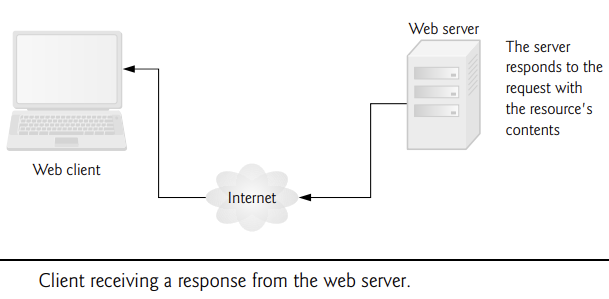 Web server
The server
responds to the
request with
the resource's
contents
Web client
Internet
Client receiving a response from the web server.